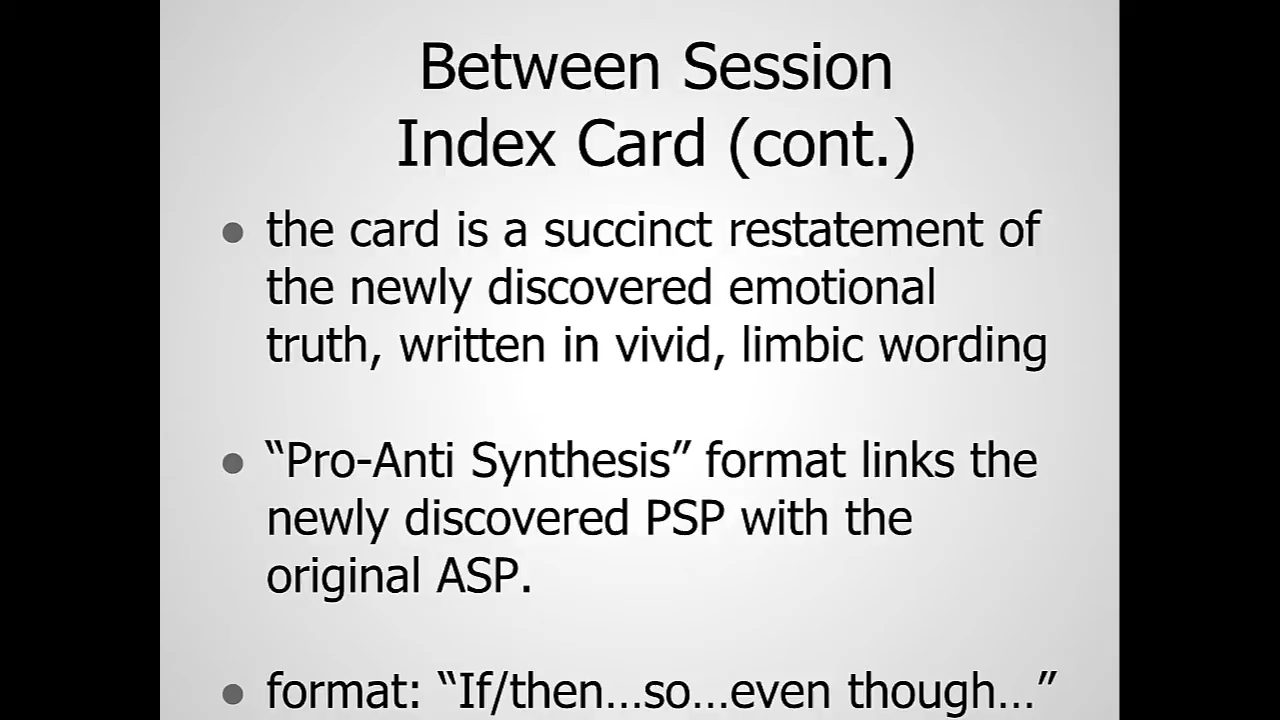 Between Session
Index Card (cont.)
• the card is a succinct restatement of
the newly discovered emotional
truth, written in vivid, limbic wording
• “Pro-Anti Synthesis” format links the
newly discovered PSP with the
original ASP.
• format: “If/then…so…even though…”